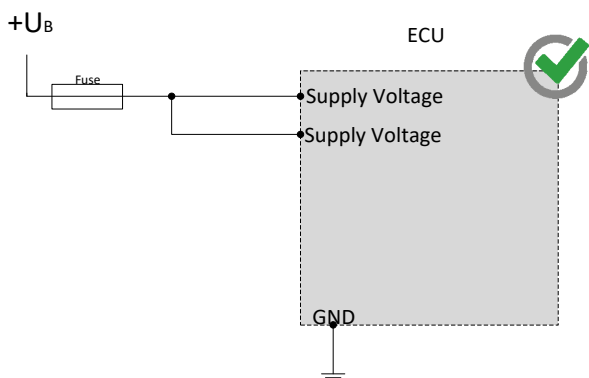 +UB
ECU
Fuse
Supply Voltage
Supply Voltage
GND